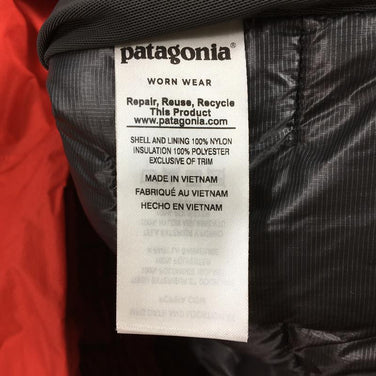 patagonia®
WORN WEAR
Repair, Reuse, Recycle
This Product
www.patagonia.com
SHELL AND LINING 100% NYLON
INSULATION 100% POLYESTER
EXCLUSIVE OF TRIM
MADE IN VIETNAM
FABRIQUÉ AU VIETNAM
HECHO EN VIETNAM